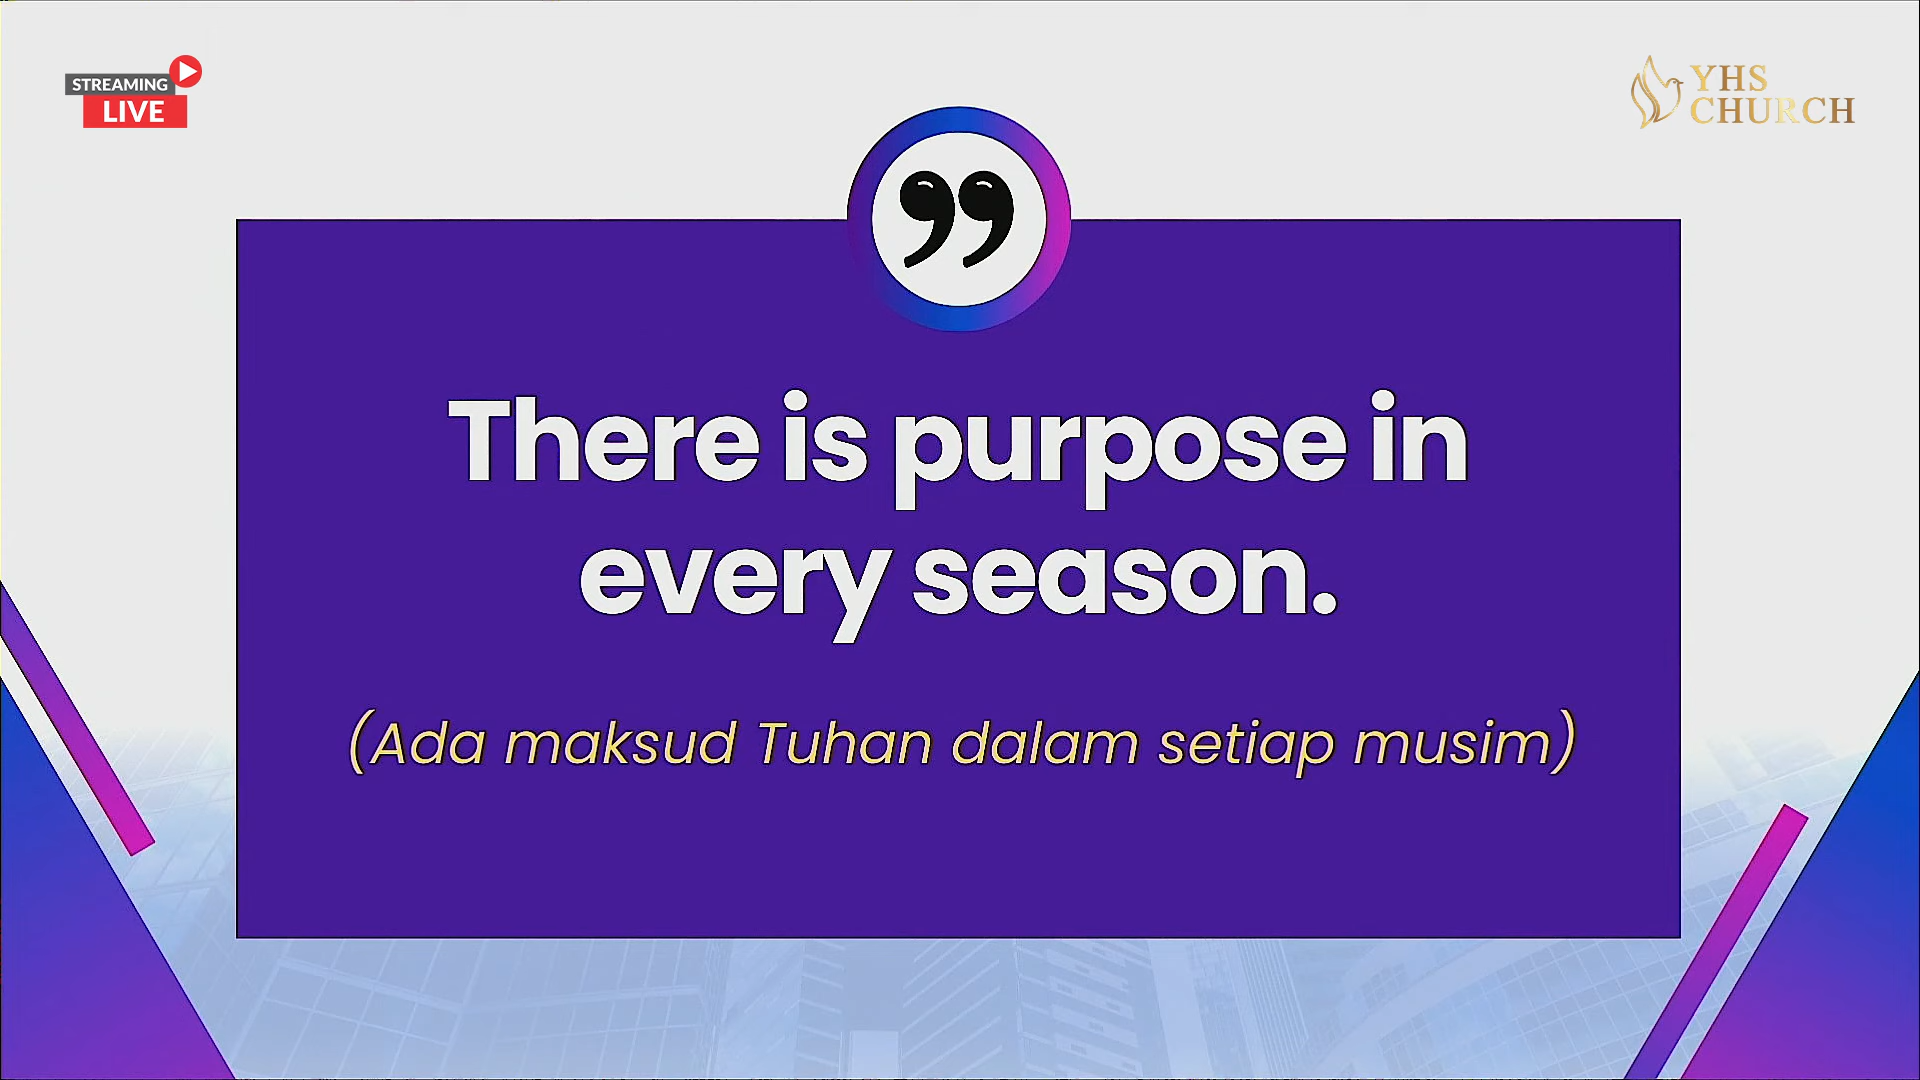 STREAMING
LIVE
YHS
CHURCH
There is purpose in
every season.
(Ada maksud Tuhan dalam setiap musim)